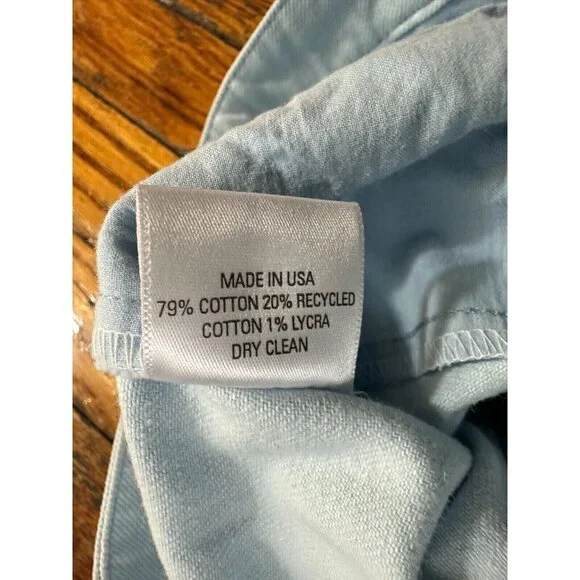 MADE IN USA
79% COTTON 20% RECYCLED
COTTON 1% LYCRA
DRY CLEAN